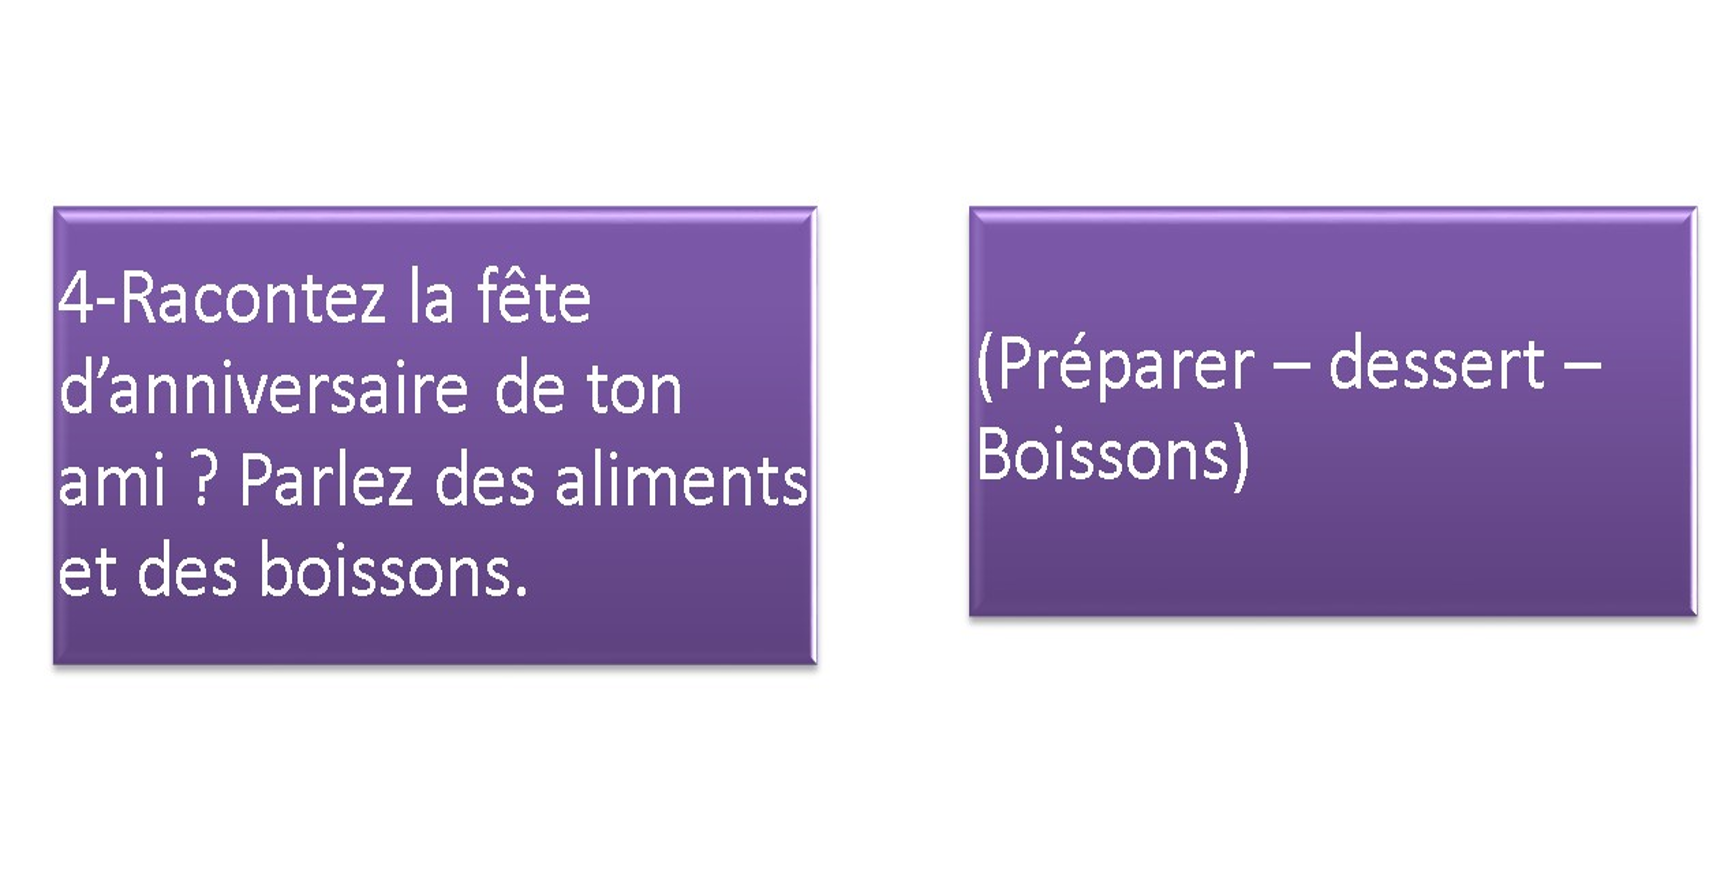 4-Racontez la fête
d’anniversaire de ton
ami ? Parlez des aliments
et des boissons.
(Préparer – dessert –
Boissons)